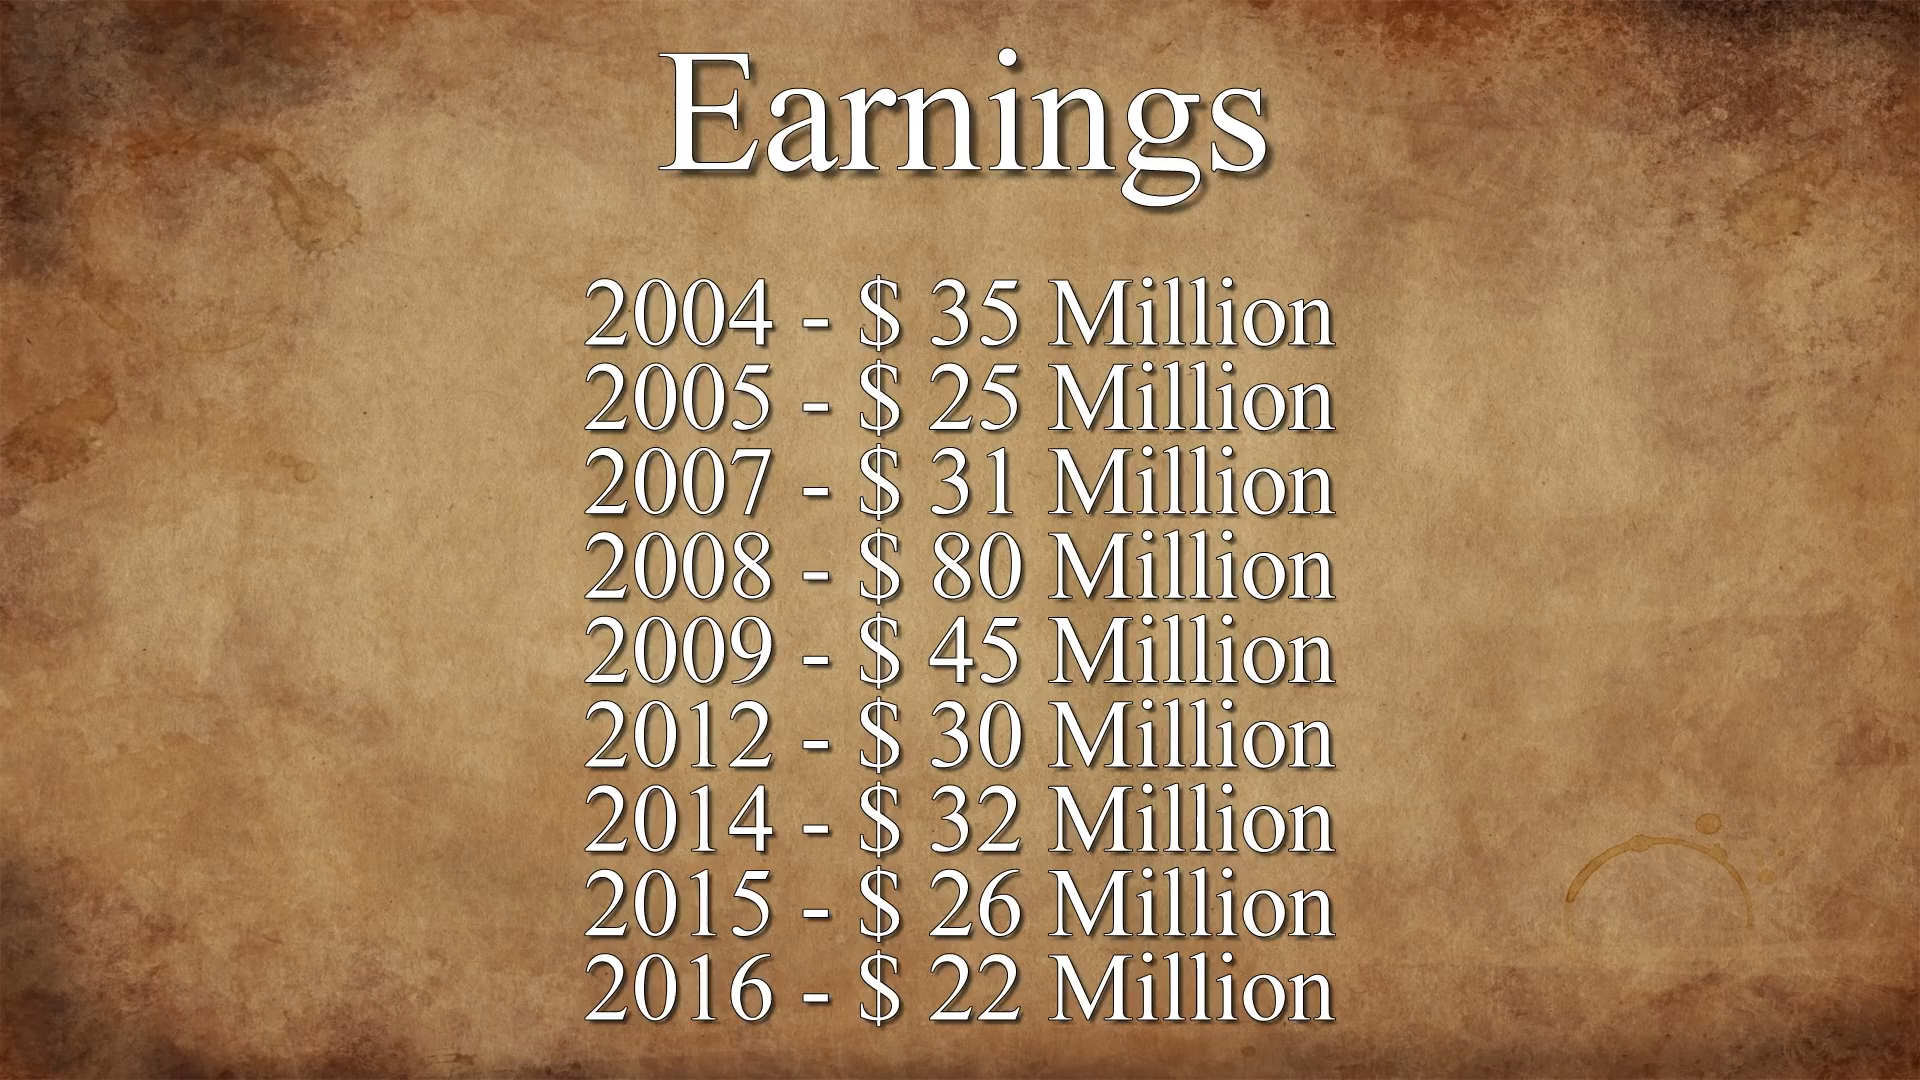 Earnings
2004 - $ 35 Million
2005 - $ 25 Million
2007 - $ 31 Million
2008 - $ 80 Million
2009 - $ 45 Million
2012 - $ 30 Million
2014 - $ 32 Million
2015 - $ 26 Million
2016 - $ 22 Million